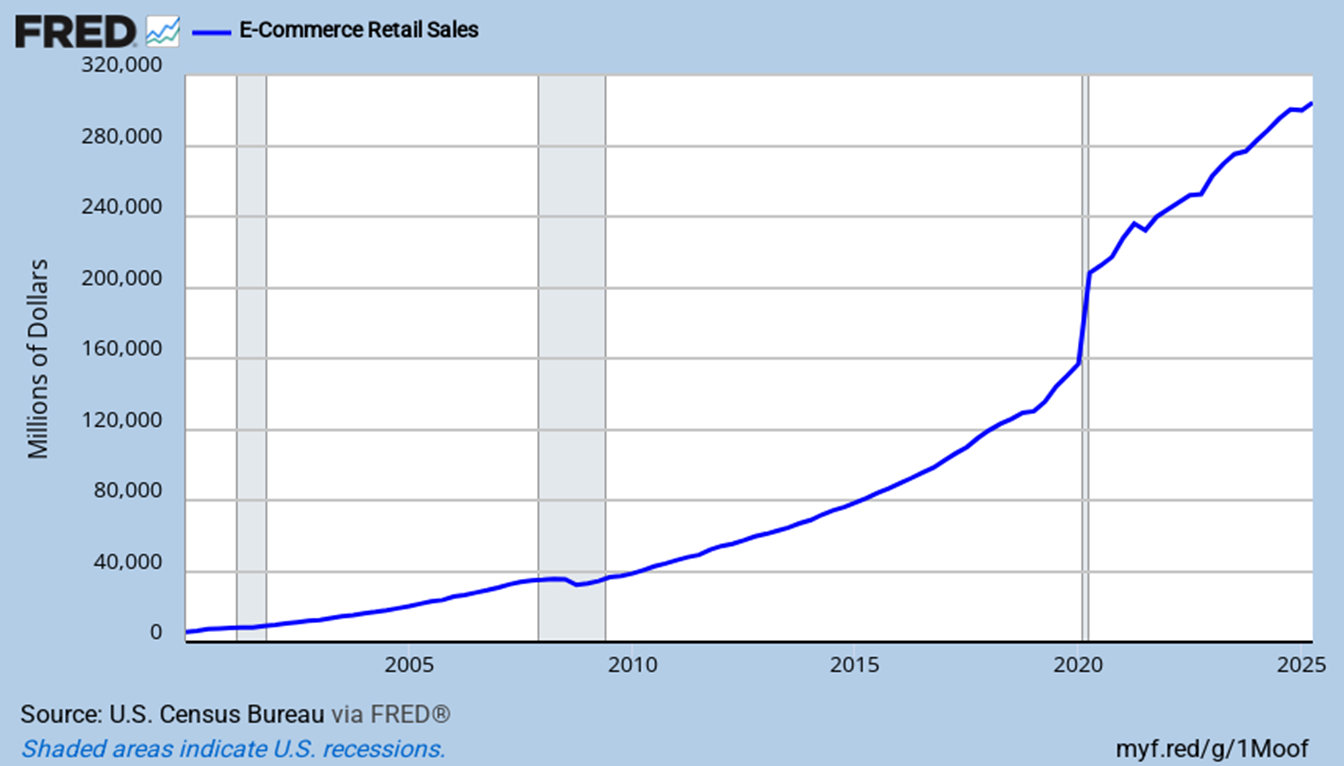 FRED E-Commerce Retail Sales
320,000
280,000
240,000
200,000
160,000
120,000
80,000
40,000
0
Millions of Dollars
2005 2010 2015 2020 2025
Source: U.S. Census Bureau via FRED®
Shaded areas indicate U.S. recessions.
myf.red/g/1Moof